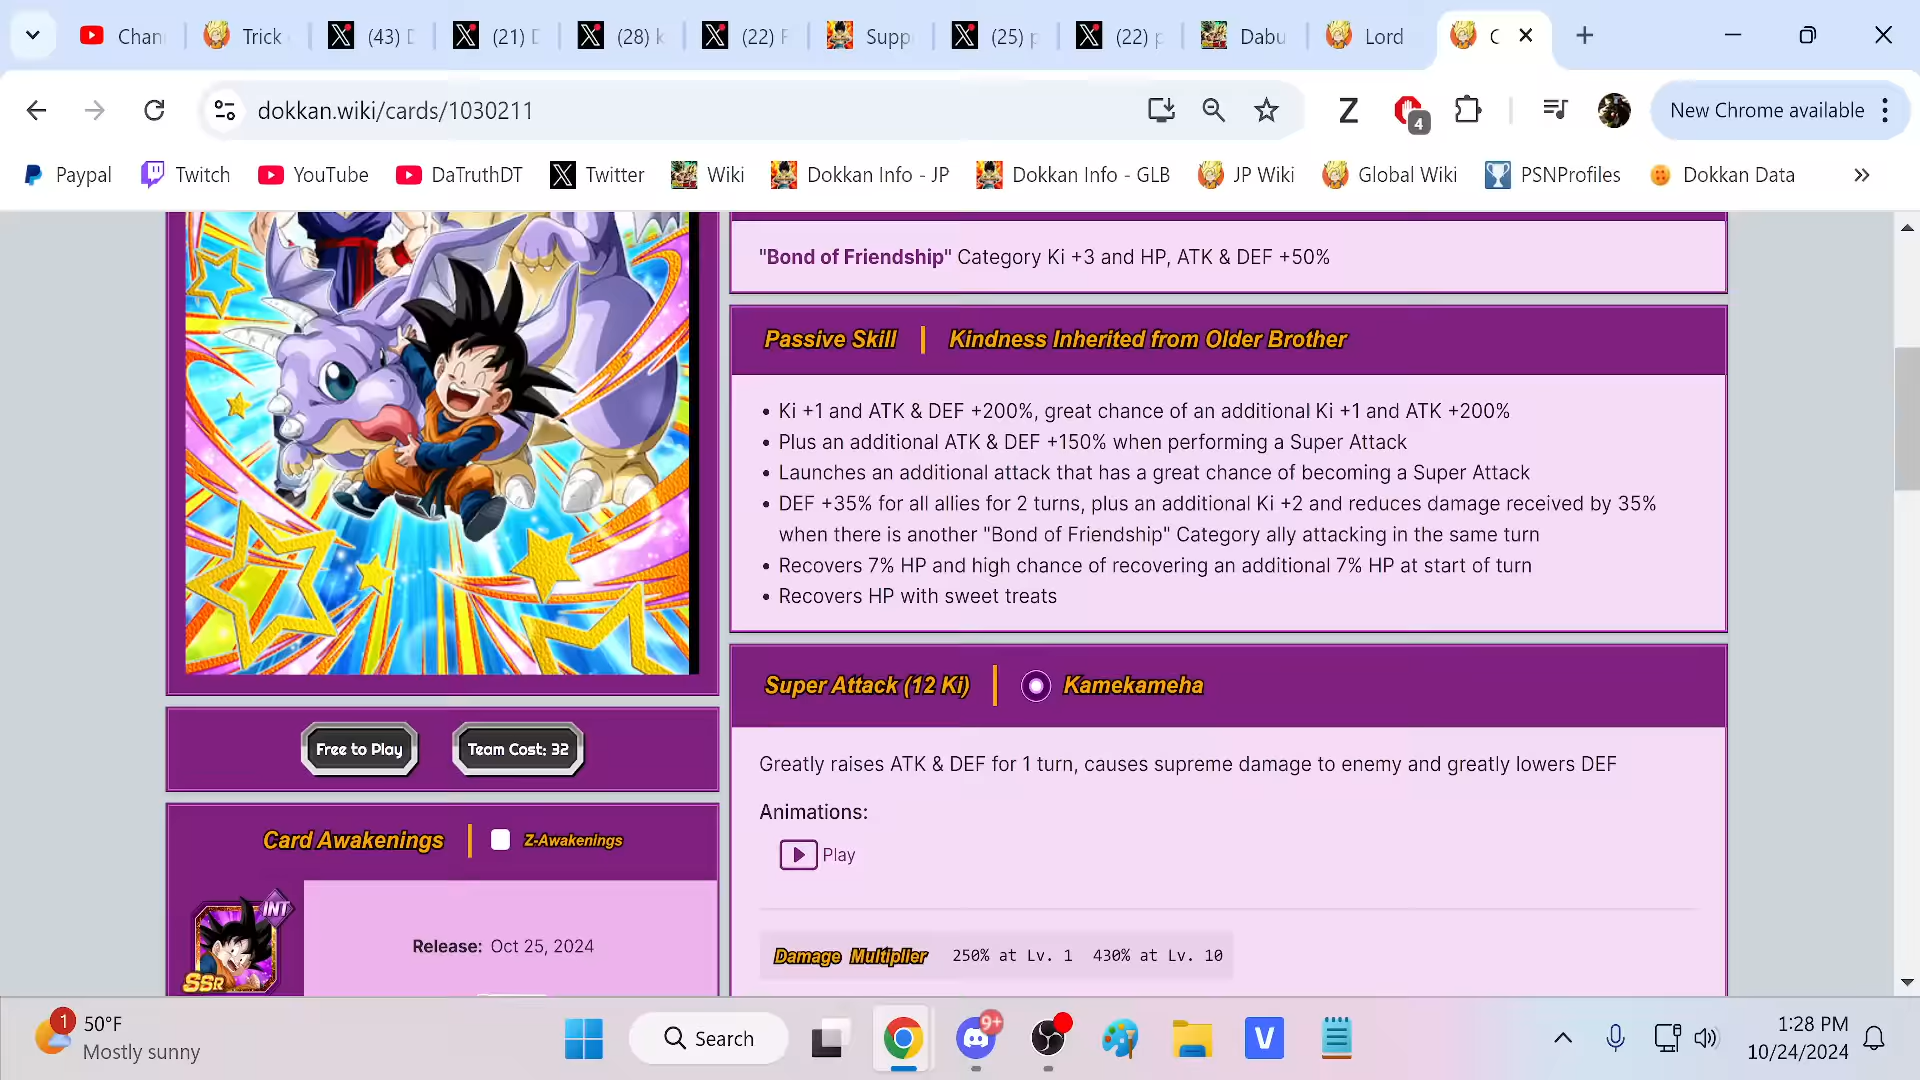 Chan
Trick
(43) D
(21) D
(28) k
(22) F
Supp
(25) p
(22) p
Dabu
Lord
C
dokkan.wiki/cards/1030211
Z
4
New Chrome available
Paypal
Twitch
YouTube
DaTruthDT
Twitter
Wiki
Dokkan Info - JP
Dokkan Info - GLB
JP Wiki
Global Wiki
PSNProfiles
Dokkan Data
"Bond of Friendship" Category Ki +3 and HP, ATK & DEF +50%
Passive Skill | Kindness Inherited from Older Brother
• Ki +1 and ATK & DEF +200%, great chance of an additional Ki +1 and ATK +200%
• Plus an additional ATK & DEF +150% when performing a Super Attack
• Launches an additional attack that has a great chance of becoming a Super Attack
• DEF +35% for all allies for 2 turns, plus an additional Ki +2 and reduces damage received by 35%
when there is another "Bond of Friendship" Category ally attacking in the same turn
• Recovers 7% HP and high chance of recovering an additional 7% HP at start of turn
• Recovers HP with sweet treats
Super Attack (12 Ki) | Kamekameha
Greatly raises ATK & DEF for 1 turn, causes supreme damage to enemy and greatly lowers DEF
Animations:
Play
Damage Multiplier 250% at Lv. 1 430% at Lv. 10
Free to Play
Team Cost: 32
Card Awakenings | Z-Awakenings
INT
SSR
Release: Oct 25, 2024
1
50°F
Mostly sunny
Search
9+
V
1:28 PM
10/24/2024